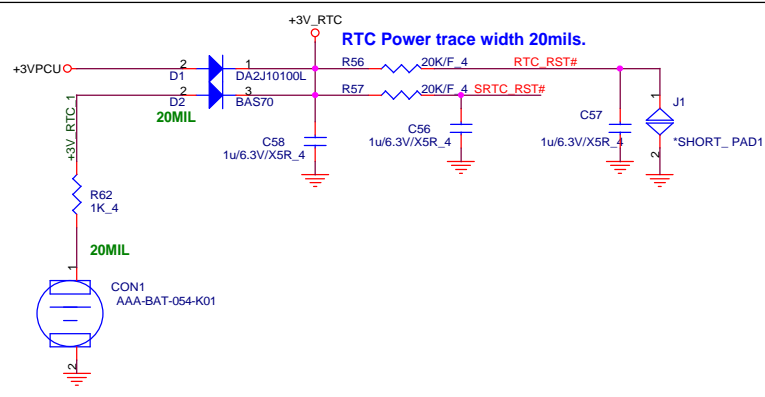 +3V_RTC
RTC Power trace width 20mils.
+3VPCU
2
D1
1
DA2J10100L
R56
20K/F_4
RTC_RST#
2
D2
3
BAS70
R57
20K/F_4
SRTC_RST#
20MIL
+3V_RTC_1
C58
1u/6.3V/X5R_4
C56
1u/6.3V/X5R_4
C57
1u/6.3V/X5R_4
J1
1
2
*SHORT_ PAD1
R62
1K_4
20MIL
1
CON1
AAA-BAT-054-K01
2